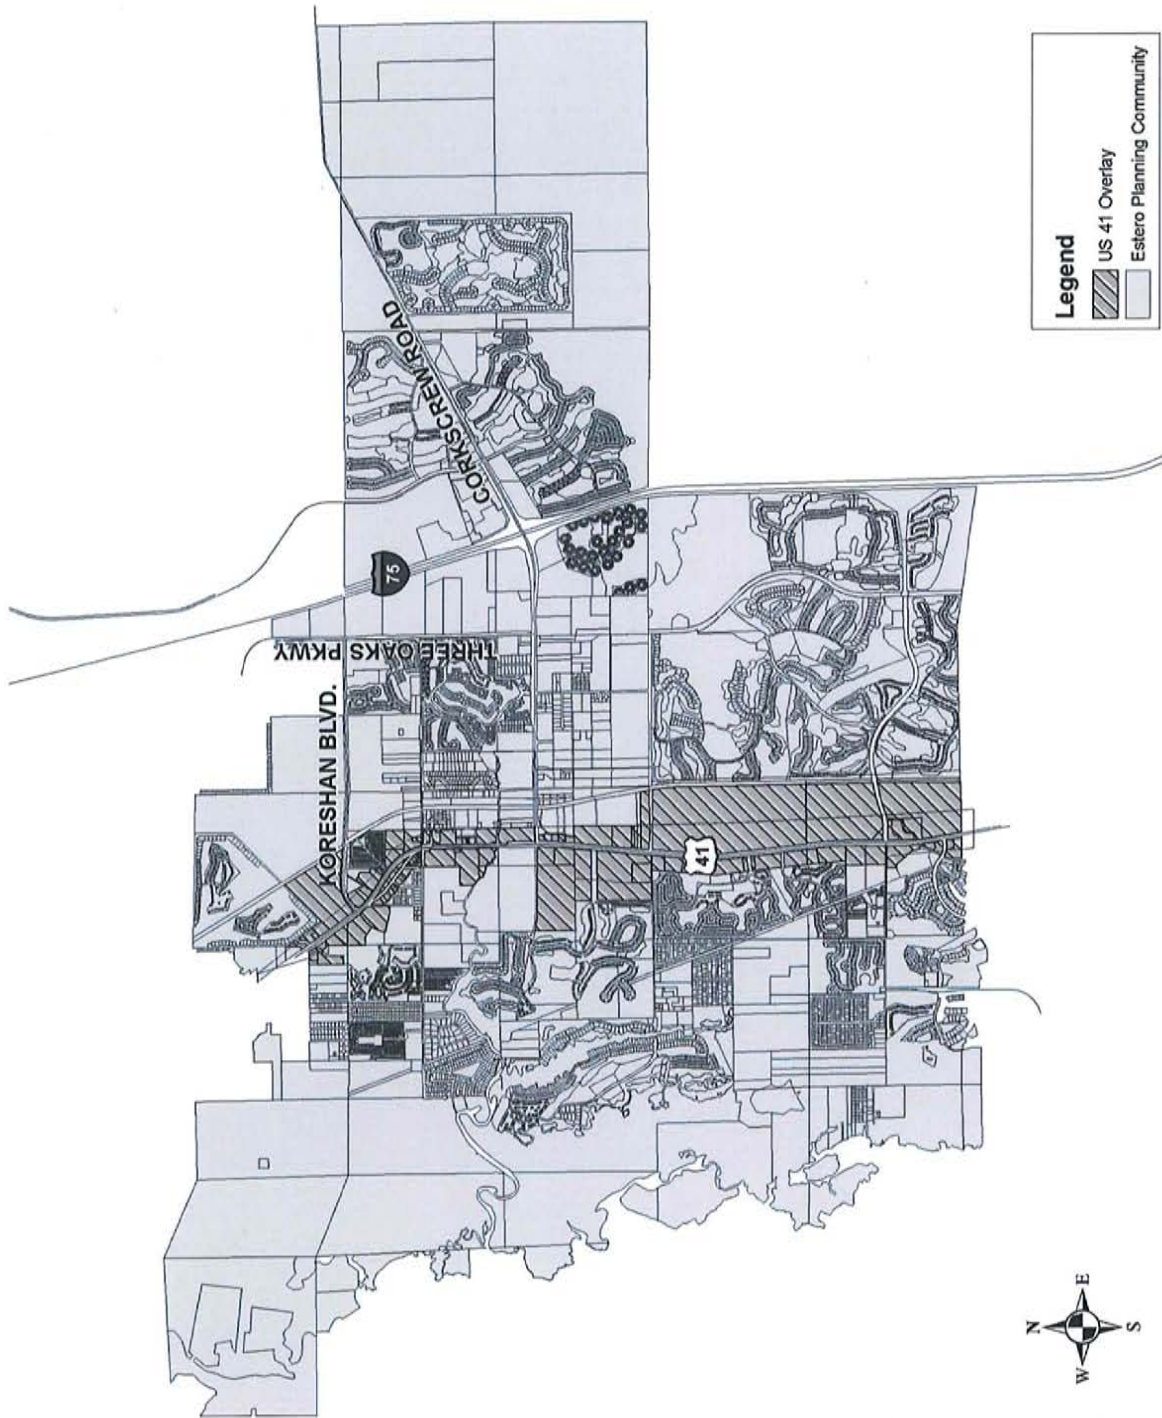 CORKSCREW ROAD
75
THREE OAKS PKWY
KORESHAN BLVD.
41
Legend
US 41 Overlay
Estero Planning Community
N
W
E
S